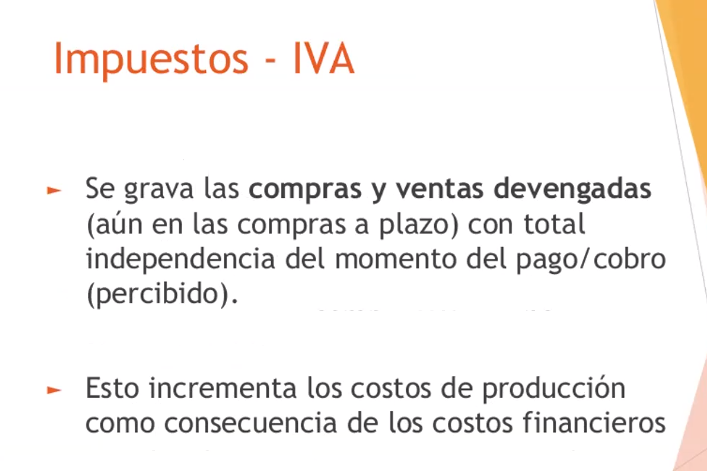 Impuestos - IVA
► Se grava las compras y ventas devengadas
(aún en las compras a plazo) con total
independencia del momento del pago/cobro
(percibido).
► Esto incrementa los costos de producción
como consecuencia de los costos financieros